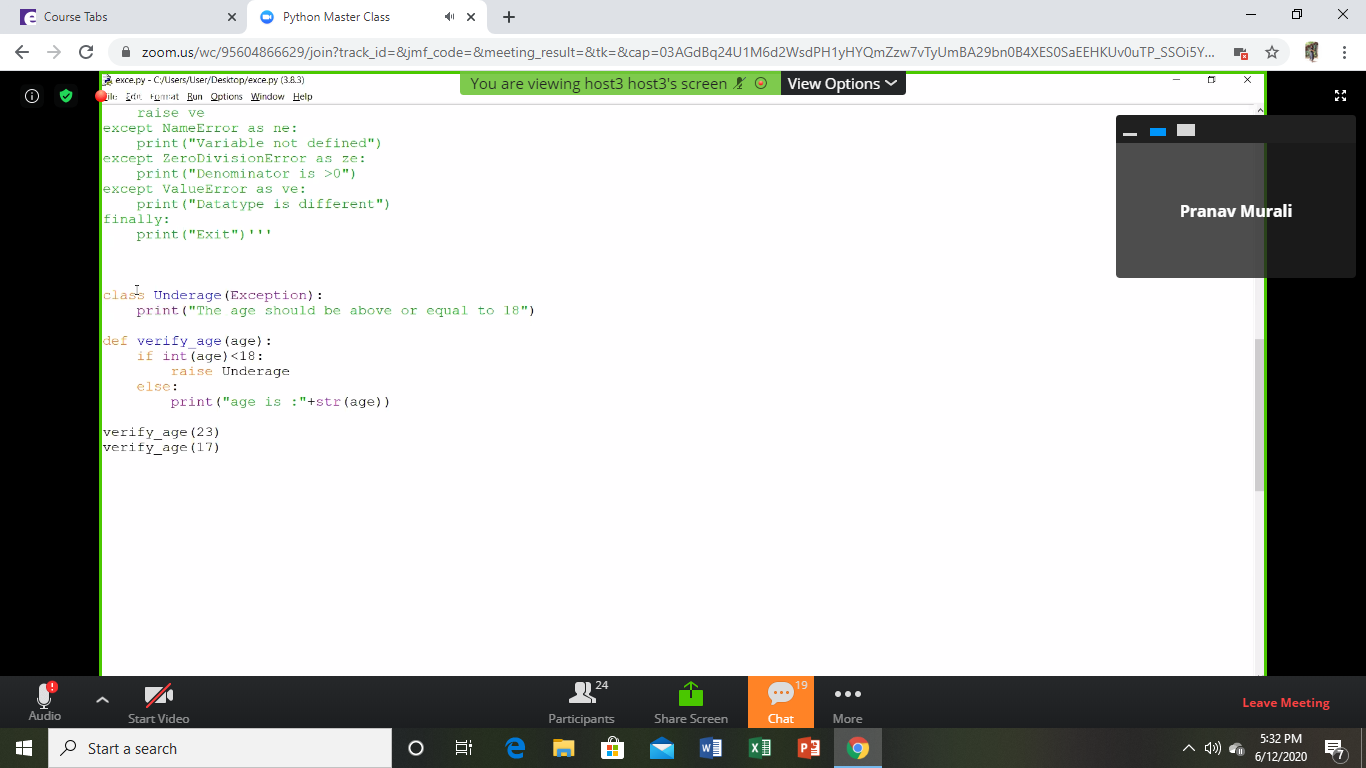 Course Tabs
Python Master Class
zoom.us/wc/95604866629/join?track_id=&jmf_code=&meeting_result=&tk=&cap=03AGdBq24U1M6d2WsdPH1yHYQmZzw7vTyUmBA29bn0B4XES0SaEEHKUv0uTP_SSOi5Y...
exce.py - C:/Users/User/Desktop/exce.py (3.8.3)
You are viewing host3 host3's screen View Options
Format Run Options Window Help
raise ve
except NameError as ne:
print("Variable not defined")
except ZeroDivisionError as ze:
print("Denominator is >0")
except ValueError as ve:
print("Datatype is different")
finally:
print("Exit")'''
Pranav Murali
class Underage(Exception):
print("The age should be above or equal to 18")
def verify_age(age):
if int(age)<18:
raise Underage
else:
print("age is :"+str(age))
verify_age(23)
verify_age(17)
Audio
Start Video
24
Participants
Share Screen
19
Chat
More
Leave Meeting
Start a search
5:32 PM
6/12/2020
7